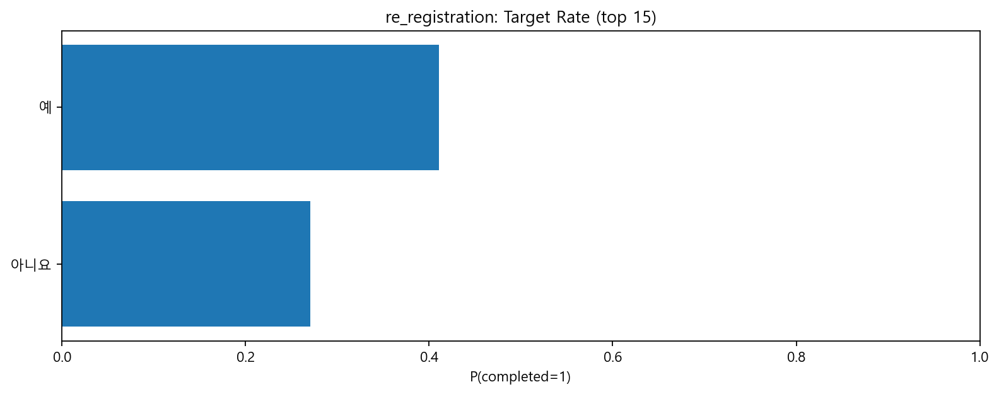 re_registration: Target Rate (top 15)
예
아니요
0.0 0.2 0.4 0.6 0.8 1.0
P(completed=1)